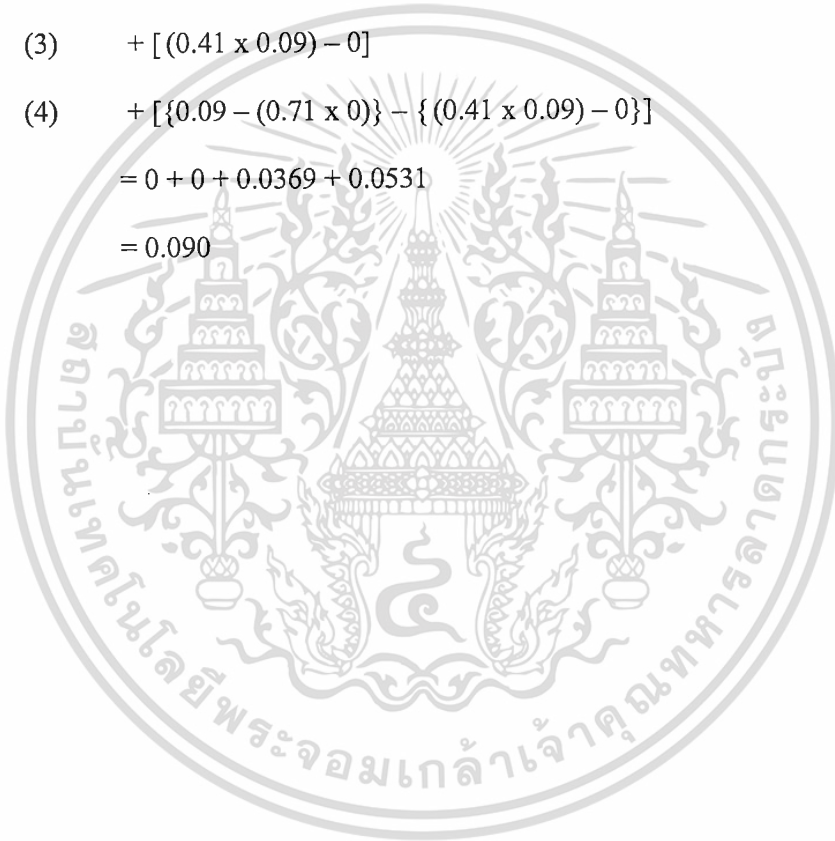 (3) + [(0.41 x 0.09) – 0]
(4) + [{0.09 – (0.71 x 0)} – {(0.41 x 0.09) – 0}]
= 0 + 0 + 0.0369 + 0.0531
= 0.090
สถาบันเทคโนโลยีพระจอมเกล้าเจ้าคุณทหารลาดกระบัง